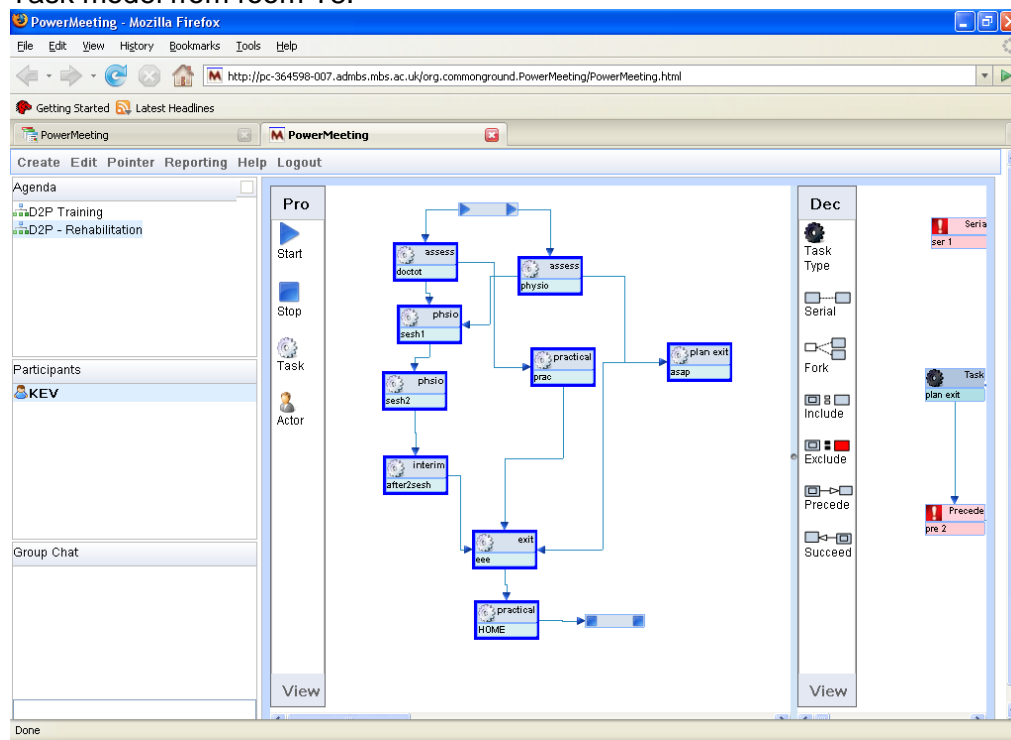 PowerMeeting - Mozilla Firefox
File Edit View History Bookmarks Tools Help
http://pc-364598-007.admbs.mbs.ac.uk/org.commonground.PowerMeeting/PowerMeeting.html
Getting Started Latest Headlines
PowerMeeting PowerMeeting
Create Edit Pointer Reporting Help Logout
Agenda
D2P Training
D2P - Rehabilitation
Participants
KEV
Group Chat
Pro
Start
Stop
Task
Actor
View
assess
doctot
assess
physio
phsio
sesh1
practical
prac
plan exit
asap
phsio
sesh2
interim
after2sesh
exit
eee
practical
HOME
Dec
Task
Type
Serial
Fork
Include
Exclude
Precede
Succeed
View
Seria
ser 1
Task
plan exit
Precede
pre 2
Done